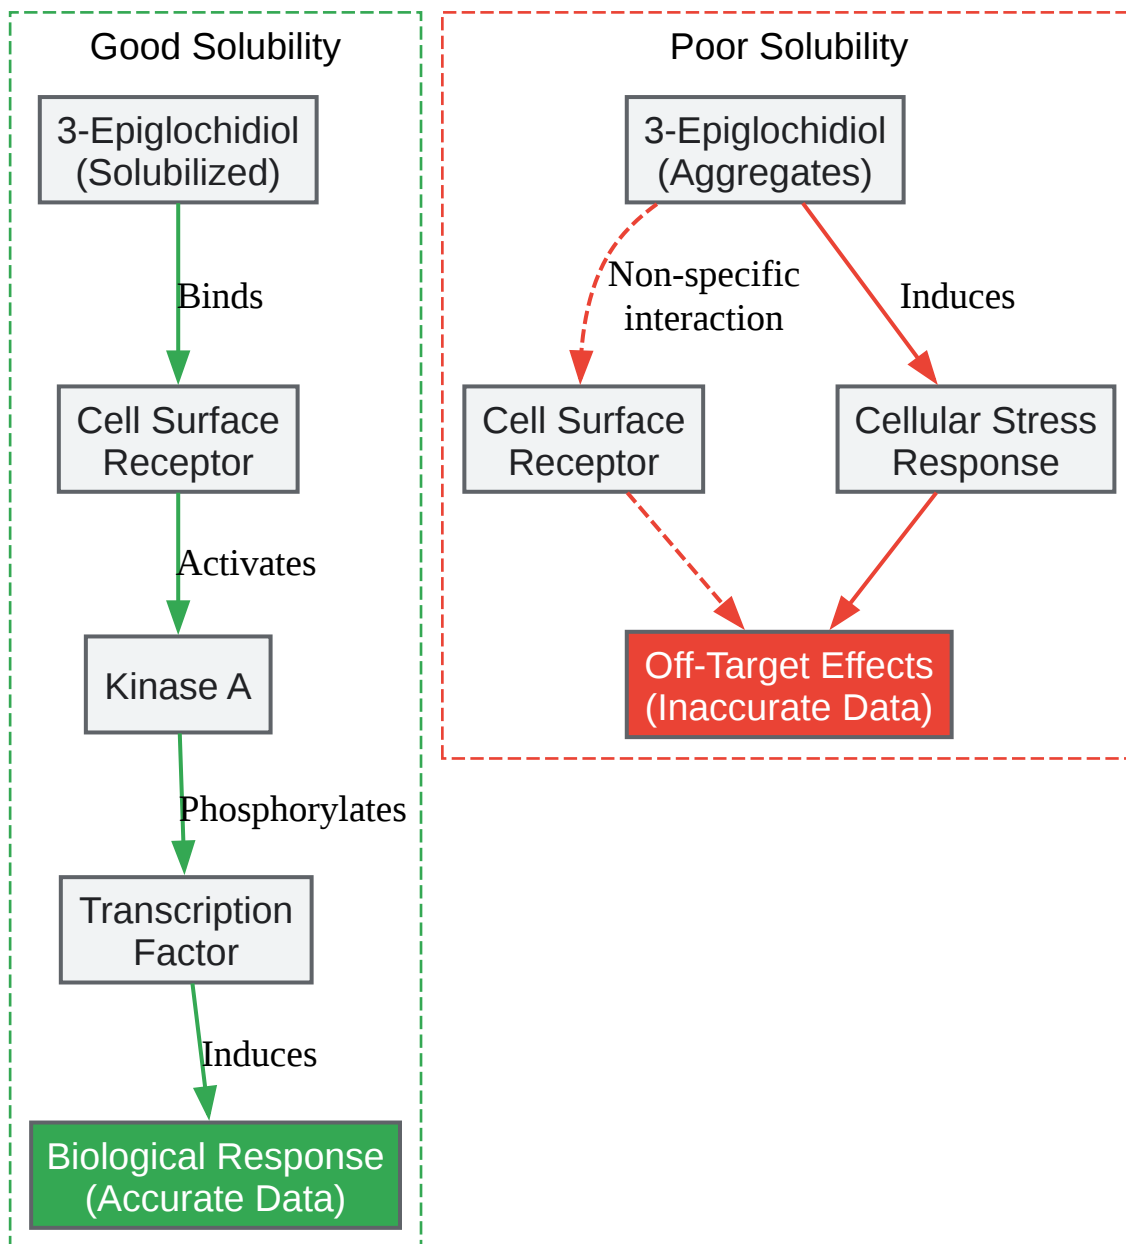 Good Solubility
3-Epiglochidiol
(Solubilized)
Binds
Cell Surface
Receptor
Activates
Kinase A
Phosphorylates
Transcription
Factor
Induces
Biological Response
(Accurate Data)
Poor Solubility
3-Epiglochidiol
(Aggregates)
Non-specific
interaction
Induces
Cell Surface
Receptor
Cellular Stress
Response
Off-Target Effects
(Inaccurate Data)